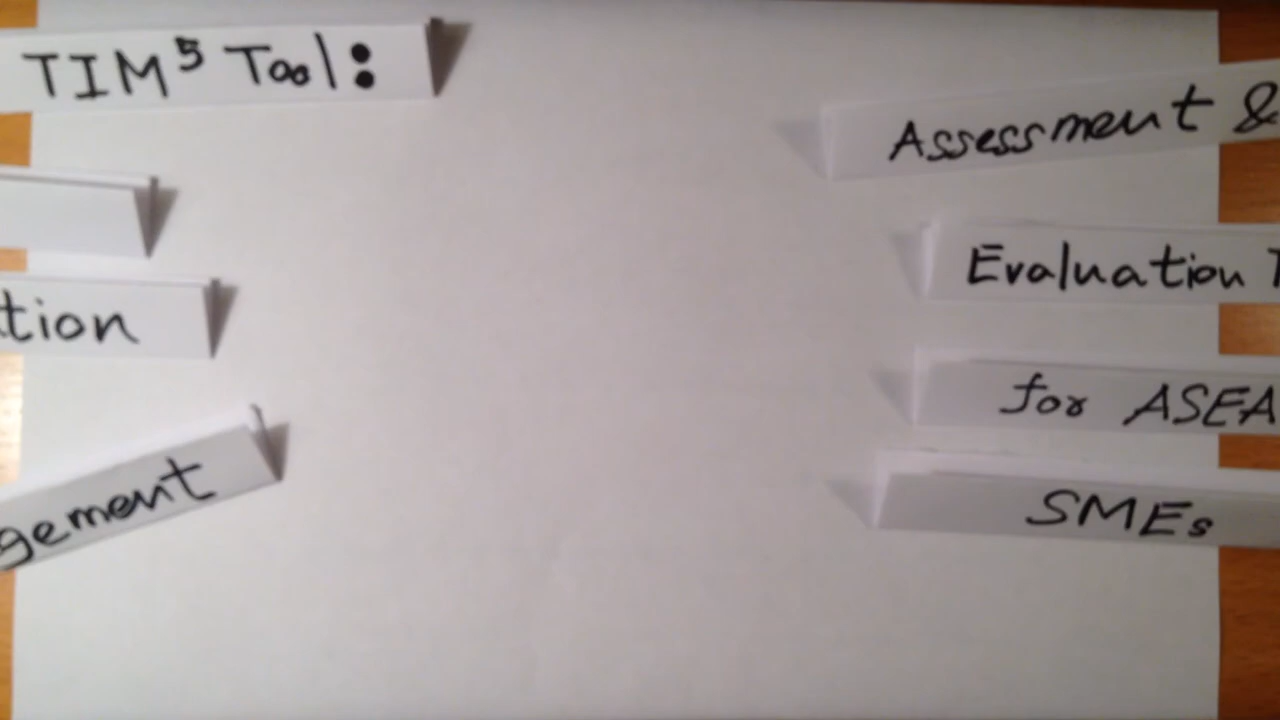 TIM⁵ Tool:
tion
gement
Assessment &
Evaluation T
for ASEA
SMEs